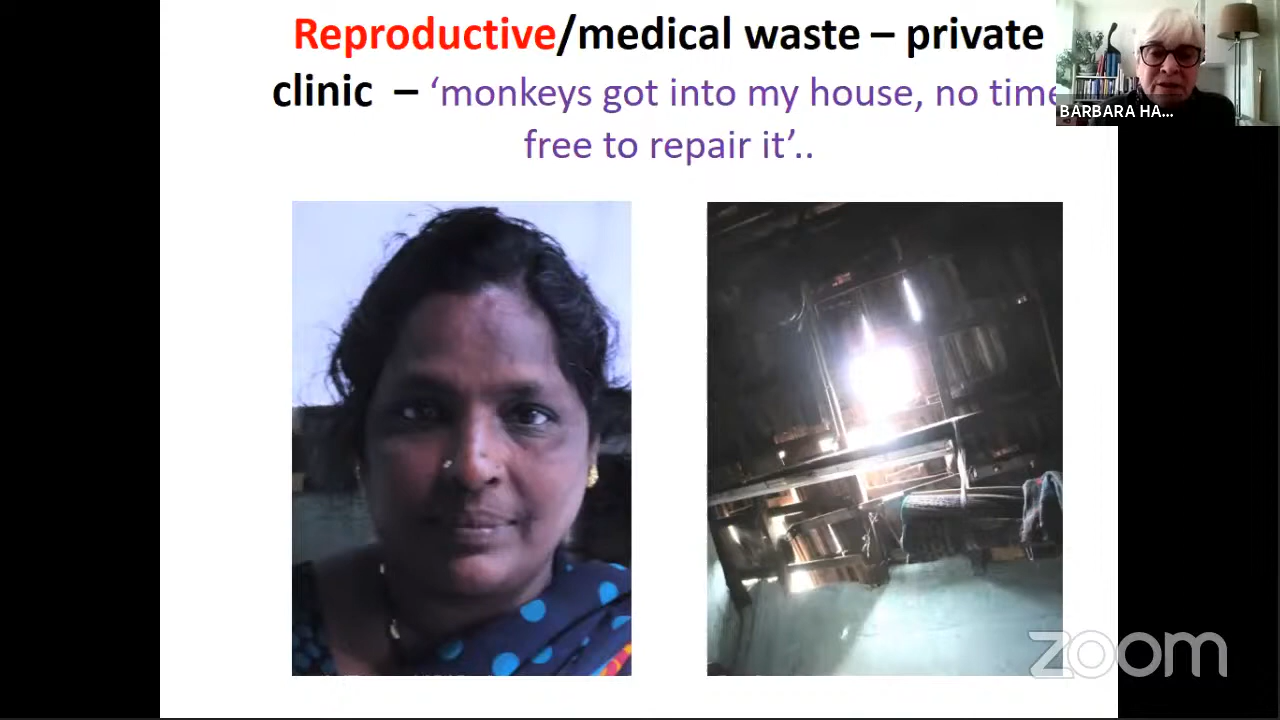 Reproductive/medical waste – private
clinic – ‘monkeys got into my house, no time
free to repair it’..
BARBARA HA...
zoom